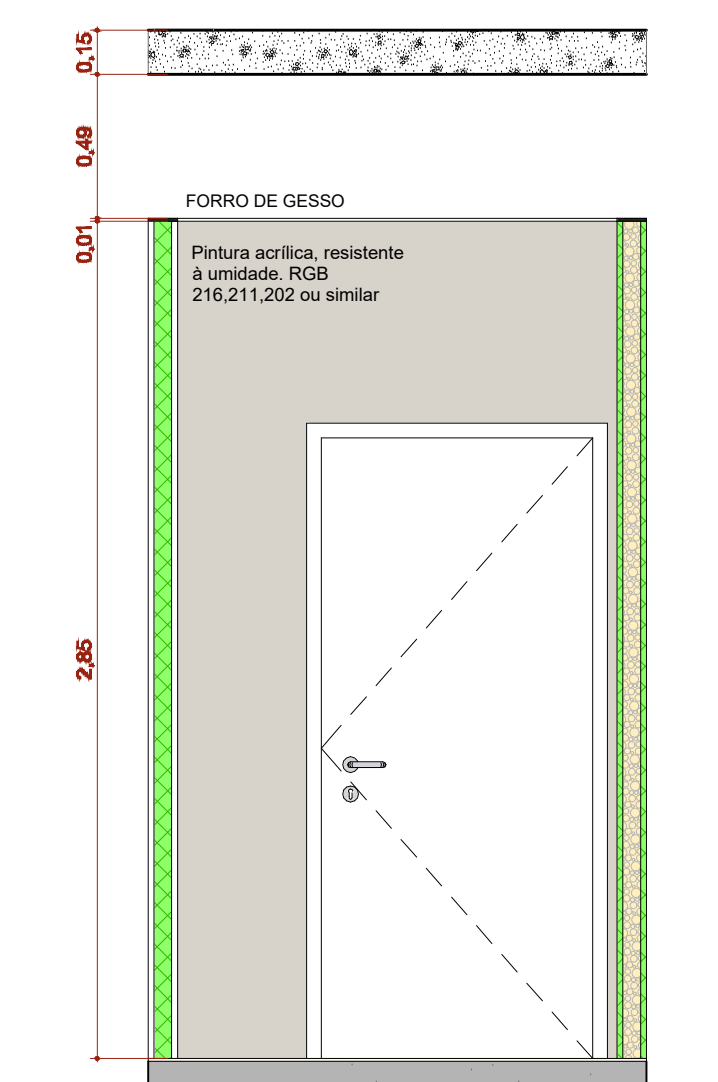 0,15
0,49
FORRO DE GESSO
0,01
Pintura acrílica, resistente
à umidade. RGB
216,211,202 ou similar
2,85